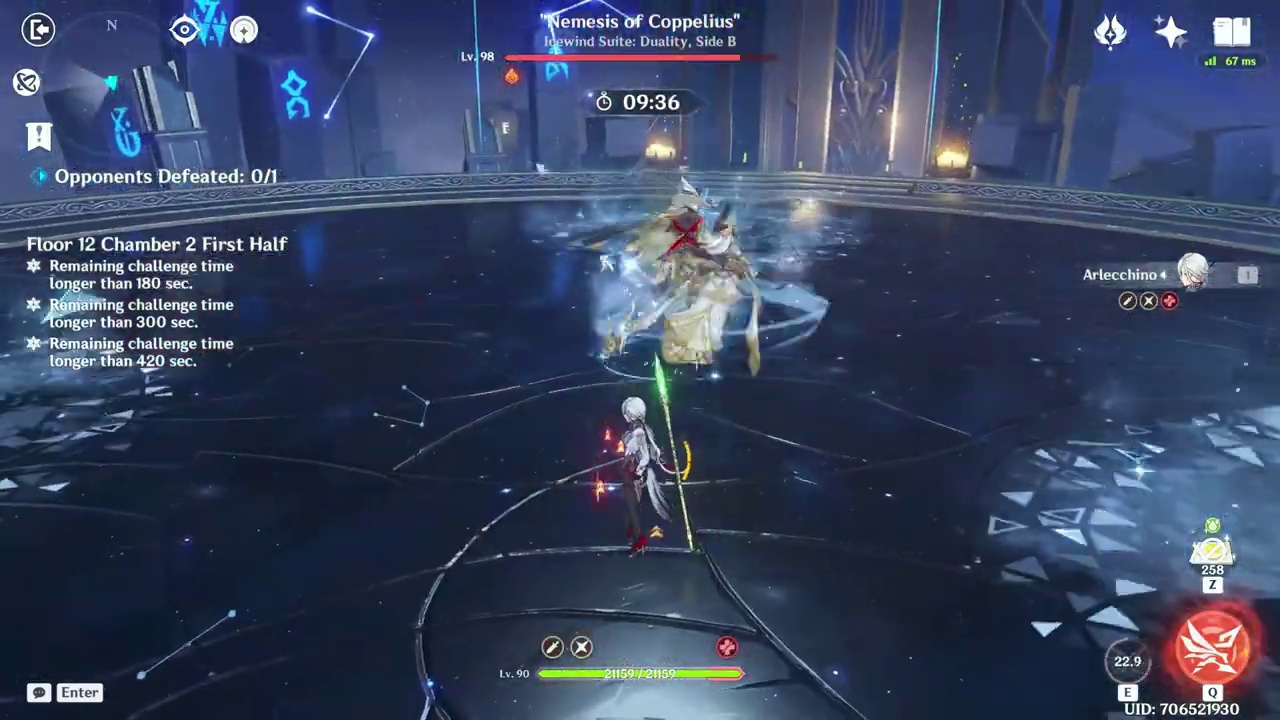 N
"Nemesis of Coppelius"
Icewind Suite: Duality, Side B
Lv. 98
67 ms
09:36
E
Opponents Defeated: 0/1
Floor 12 Chamber 2 First Half
Remaining challenge time
longer than 180 sec.
Remaining challenge time
longer than 300 sec.
Remaining challenge time
longer than 420 sec.
Arlecchino
1
258
Z
22.9
E
Q
Lv. 90
21159 / 21159
Enter
UID: 706521930